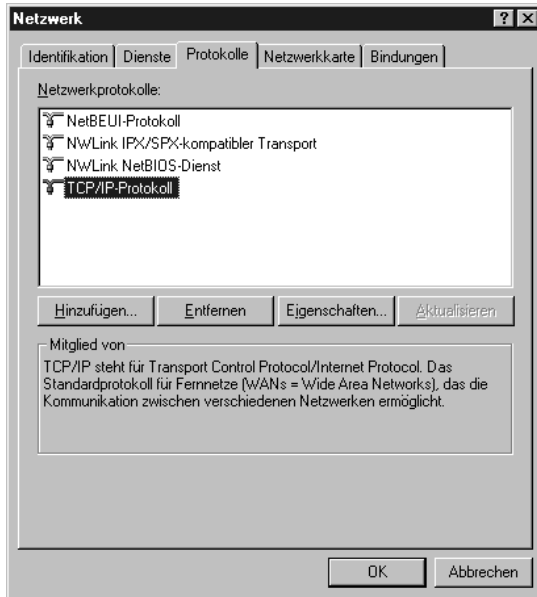 Netzwerk
Identifikation Dienste Protokolle Netzwerkkarte Bindungen
Netzwerkprotokolle:
NetBEUI-Protokoll
NWLink IPX/SPX-kompatibler Transport
NWLink NetBIOS-Dienst
TCP/IP-Protokoll
Hinzufügen... Entfernen Eigenschaften... Aktualisieren
Mitglied von
TCP/IP steht für Transport Control Protocol/Internet Protocol. Das
Standardprotokoll für Fernnetze (WANs = Wide Area Networks), das die
Kommunikation zwischen verschiedenen Netzwerken ermöglicht.
OK Abbrechen